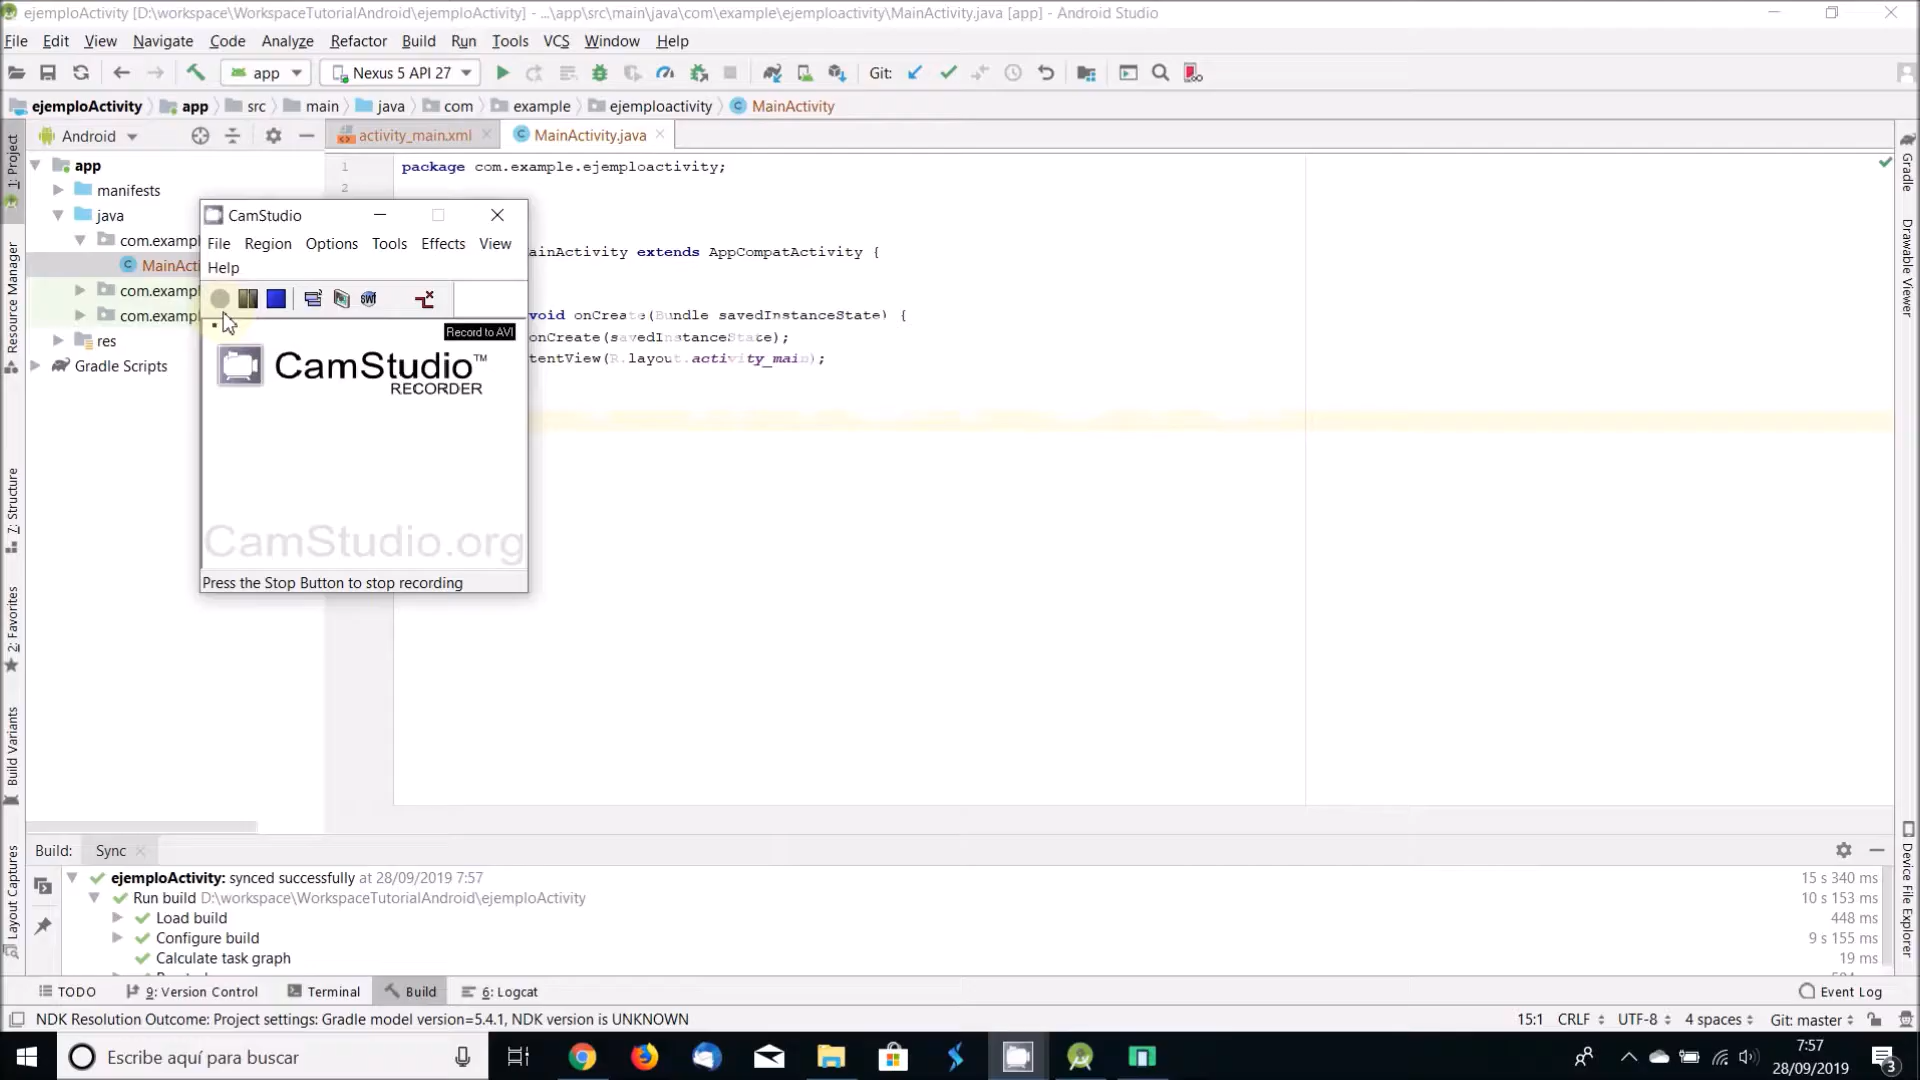 ejemploActivity [D:\workspace\WorkspaceTutorialAndroid\ejemploActivity] - ...\app\src\main\java\com\example\ejemploactivity\MainActivity.java [app] - Android Studio
File Edit View Navigate Code Analyze Refactor Build Run Tools VCS Window Help
app Nexus 5 API 27 Git:
ejemploActivity app src main java com example ejemploactivity MainActivity
Android activity_main.xml MainActivity.java
1: Project
Resource Manager
7: Structure
2: Favorites
Build Variants
Layout Captures
app
manifests
java
com.exampl
MainActi
com.exampl
com.exampl
res
Gradle Scripts
1 package com.example.ejemploactivity;
2
ainActivity extends AppCompatActivity {
void onCreate(Bundle savedInstanceState) {
onCreate(savedInstanceState);
tentView(R.layout.activity_main);
CamStudio
File Region Options Tools Effects View
Help
SWF
Record to AVI
CamStudio™
RECORDER
CamStudio.org
Press the Stop Button to stop recording
Gradle
Drawable Viewer
Device File Explorer
Build: Sync
ejemploActivity: synced successfully at 28/09/2019 7:57 15 s 340 ms
Run build D:\workspace\WorkspaceTutorialAndroid\ejemploActivity 10 s 153 ms
Load build 448 ms
Configure build 9 s 155 ms
Calculate task graph 19 ms
TODO 9: Version Control Terminal Build 6: Logcat Event Log
NDK Resolution Outcome: Project settings: Gradle model version=5.4.1, NDK version is UNKNOWN 15:1 CRLF UTF-8 4 spaces Git: master
Escribe aquí para buscar
7:57
28/09/2019
3